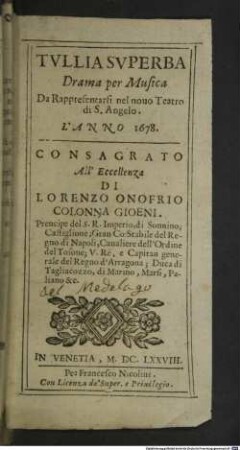 TVLLIA SVPERBA
Drama per Musica
Da Rappresentarsi nel nouo Teatro
di S. Angelo.
L'ANNO 1678.
CONSAGRATO
All' Eccellenza
DI
LORENZO ONOFRIO
COLONNA GIOENI.
Prencipe del S. R. Imperio, di Sonnino,
Castiglione, Gran Co-Stabile del Re-
gno di Napoli, Caualiere dell'Ordine
del Tosone, V. Rè, e Capitan gene-
rale del Regno d'Arragona; Duca di
Tagliacozzo, di Marino, Marsi, Pa-
liano &c.
Del Medolago
IN VENETIA, M. DC. LXXVIII.
Per Francesco Nicolini.
Con Licenza de' Super. e Priuilegio.